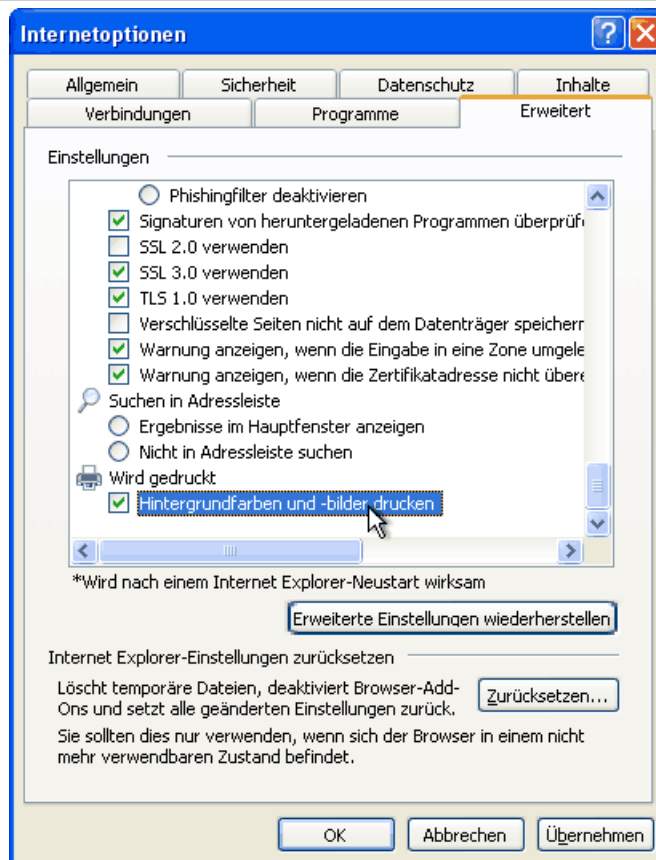 Internetoptionen
Allgemein
Sicherheit
Datenschutz
Inhalte
Verbindungen
Programme
Erweitert
Einstellungen
Phishingfilter deaktivieren
Signaturen von heruntergeladenen Programmen überprüf
SSL 2.0 verwenden
SSL 3.0 verwenden
TLS 1.0 verwenden
Verschlüsselte Seiten nicht auf dem Datenträger speichern
Warnung anzeigen, wenn die Eingabe in eine Zone umgele
Warnung anzeigen, wenn die Zertifikatadresse nicht übere
Suchen in Adressleiste
Ergebnisse im Hauptfenster anzeigen
Nicht in Adressleiste suchen
Wird gedruckt
Hintergrundfarben und -bilder drucken
*Wird nach einem Internet Explorer-Neustart wirksam
Erweiterte Einstellungen wiederherstellen
Internet Explorer-Einstellungen zurücksetzen
Löscht temporäre Dateien, deaktiviert Browser-Add-
Ons und setzt alle geänderten Einstellungen zurück.
Zurücksetzen...
Sie sollten dies nur verwenden, wenn sich der Browser in einem nicht
mehr verwendbaren Zustand befindet.
OK
Abbrechen
Übernehmen